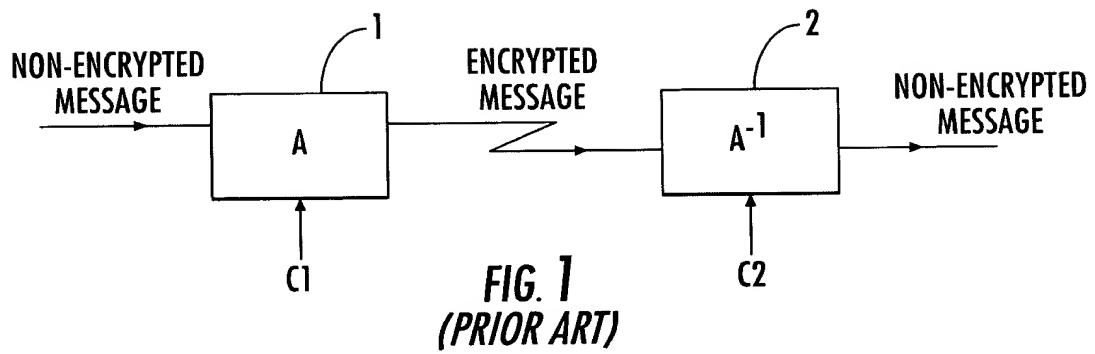 1
2
NON-ENCRYPTED
MESSAGE
ENCRYPTED
MESSAGE
NON-ENCRYPTED
MESSAGE
A
A-1
C1
C2
FIG. 1
(PRIOR ART)